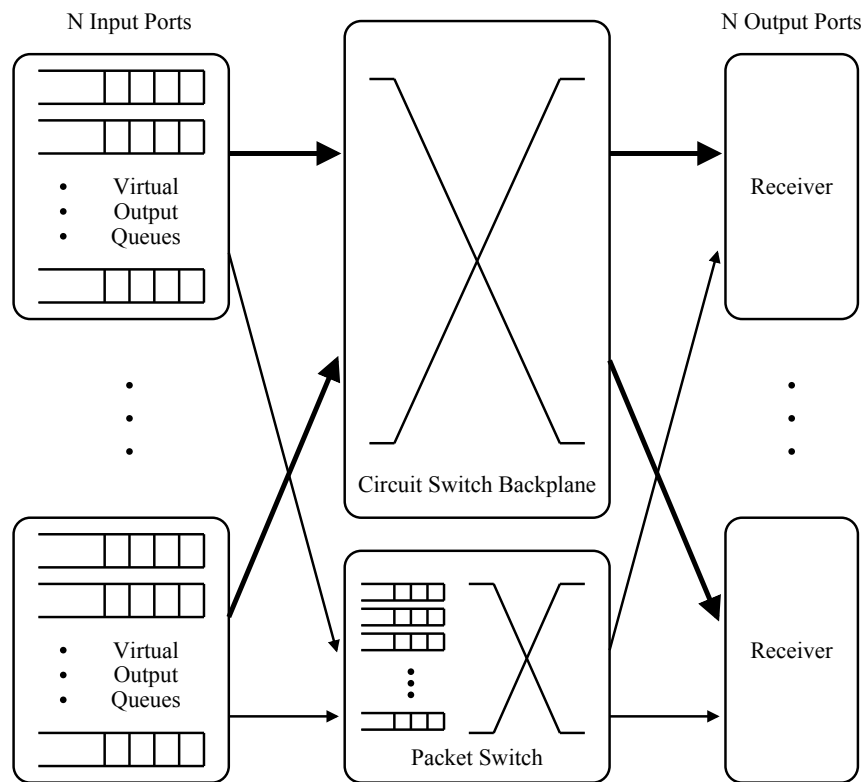 N Input Ports
N Output Ports
Virtual
Output
Queues
Receiver
Circuit Switch Backplane
Virtual
Output
Queues
Receiver
Packet Switch